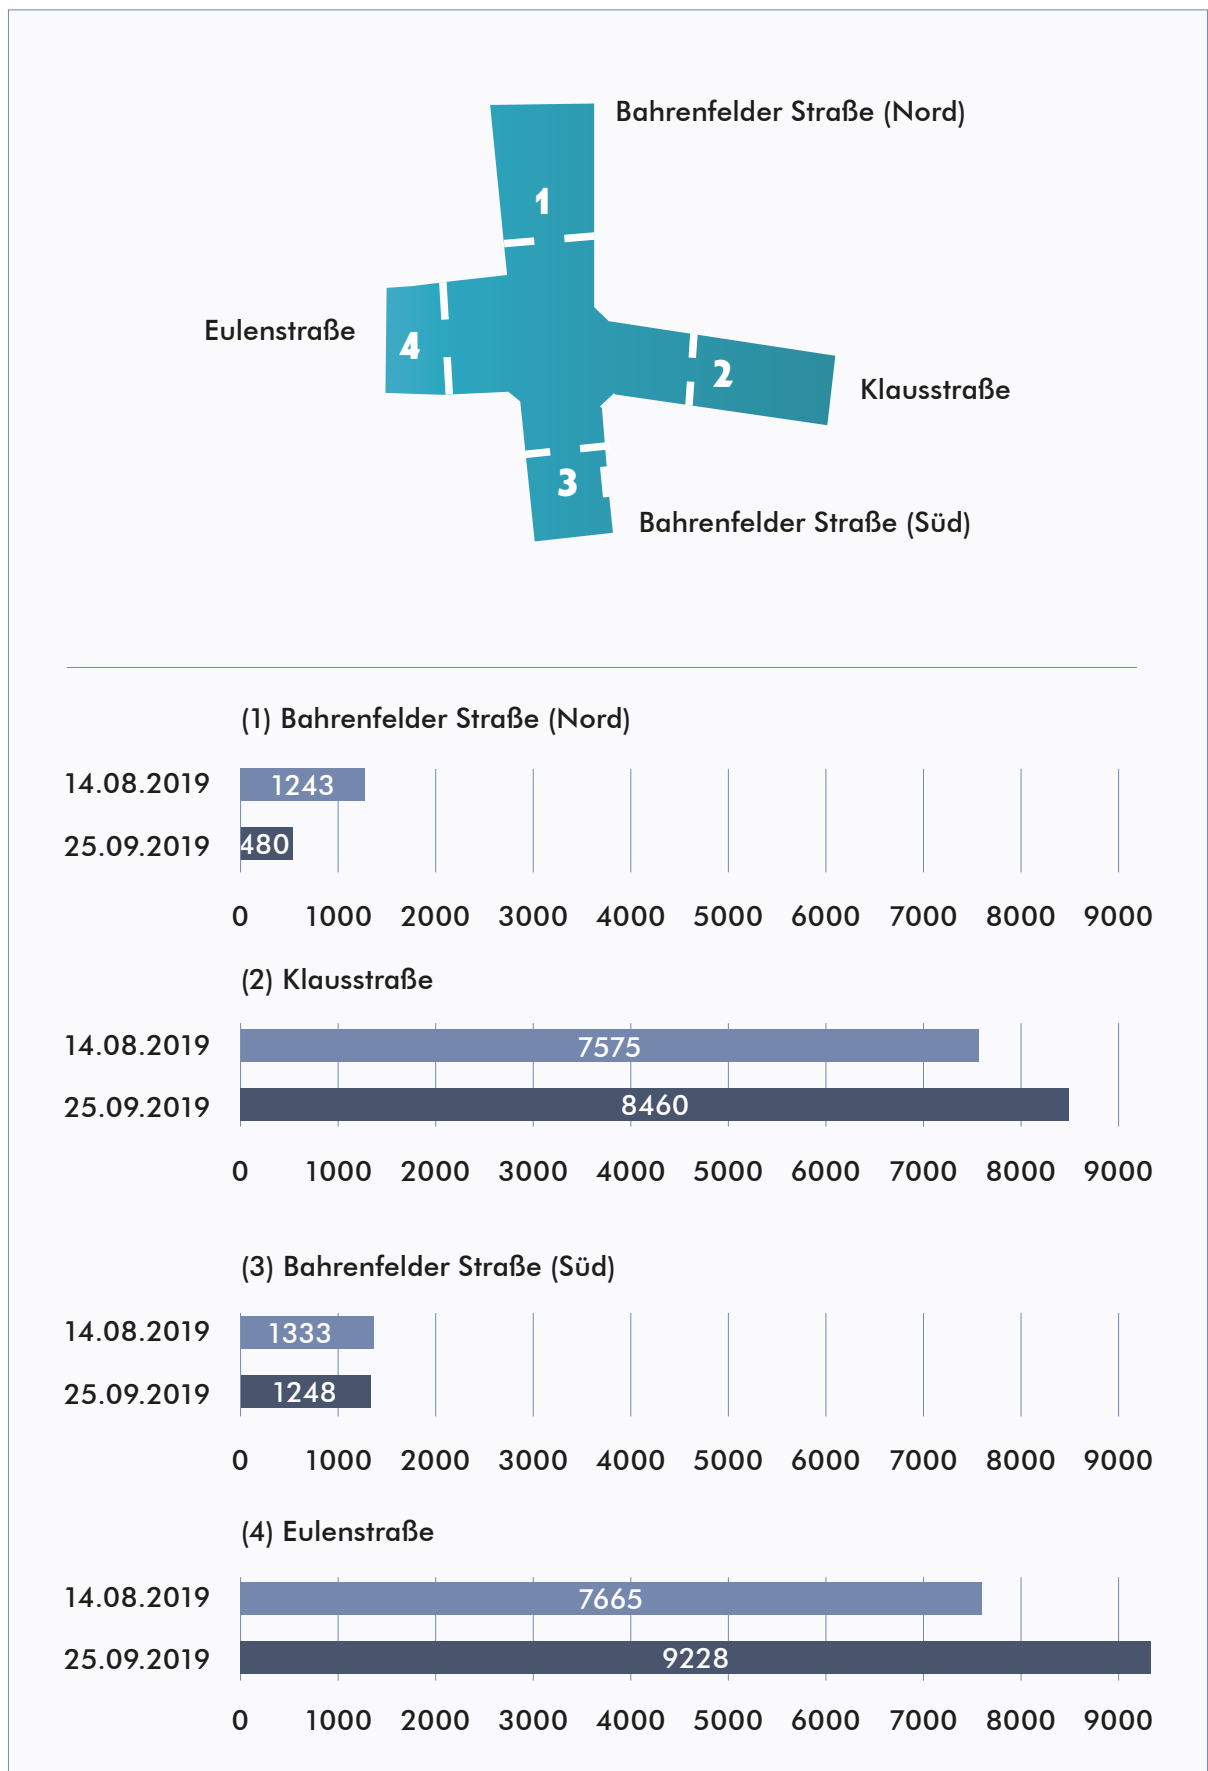 Bahrenfelder Straße (Nord)
1
Eulenstraße
4
2
Klausstraße
3
Bahrenfelder Straße (Süd)
(1) Bahrenfelder Straße (Nord)
14.08.2019 1243
25.09.2019 480
0 1000 2000 3000 4000 5000 6000 7000 8000 9000
(2) Klausstraße
14.08.2019 7575
25.09.2019 8460
0 1000 2000 3000 4000 5000 6000 7000 8000 9000
(3) Bahrenfelder Straße (Süd)
14.08.2019 1333
25.09.2019 1248
0 1000 2000 3000 4000 5000 6000 7000 8000 9000
(4) Eulenstraße
14.08.2019 7665
25.09.2019 9228
0 1000 2000 3000 4000 5000 6000 7000 8000 9000